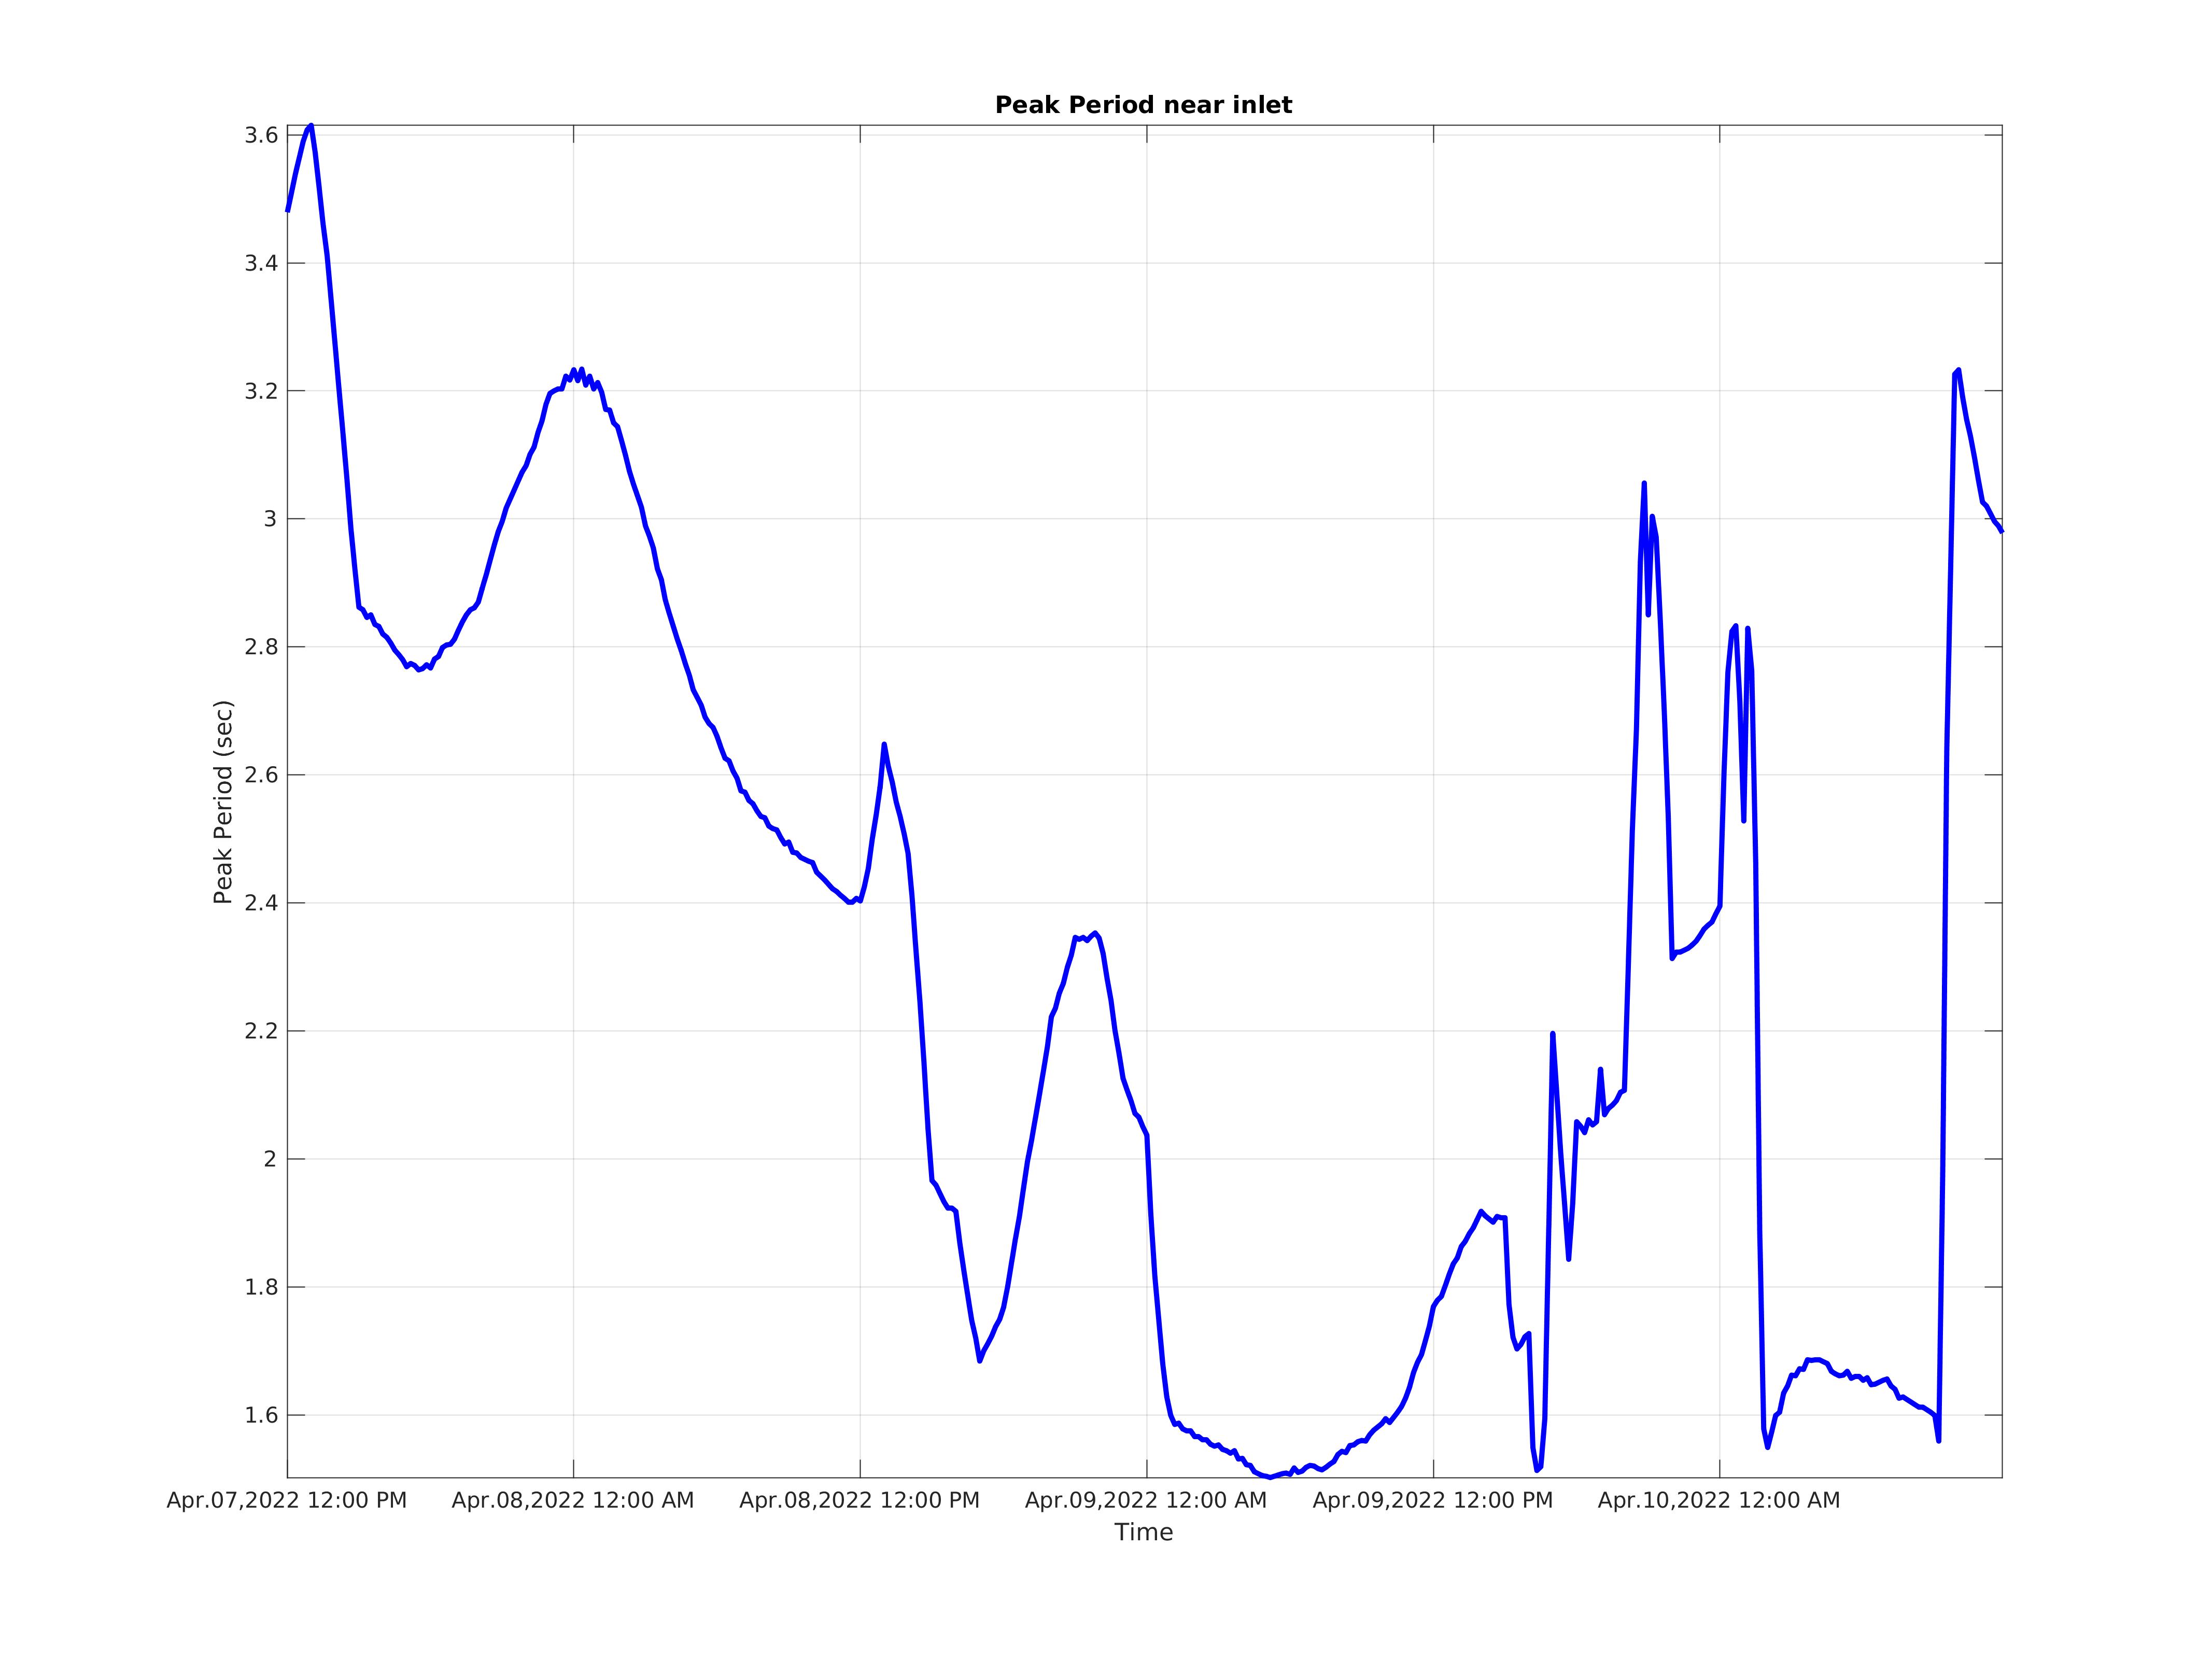 Peak Period near inlet
3.6
3.4
3.2
3
2.8
2.6
2.4
2.2
2
1.8
1.6
Peak Period (sec)
Apr.07,2022 12:00 PM Apr.08,2022 12:00 AM Apr.08,2022 12:00 PM Apr.09,2022 12:00 AM Apr.09,2022 12:00 PM Apr.10,2022 12:00 AM
Time